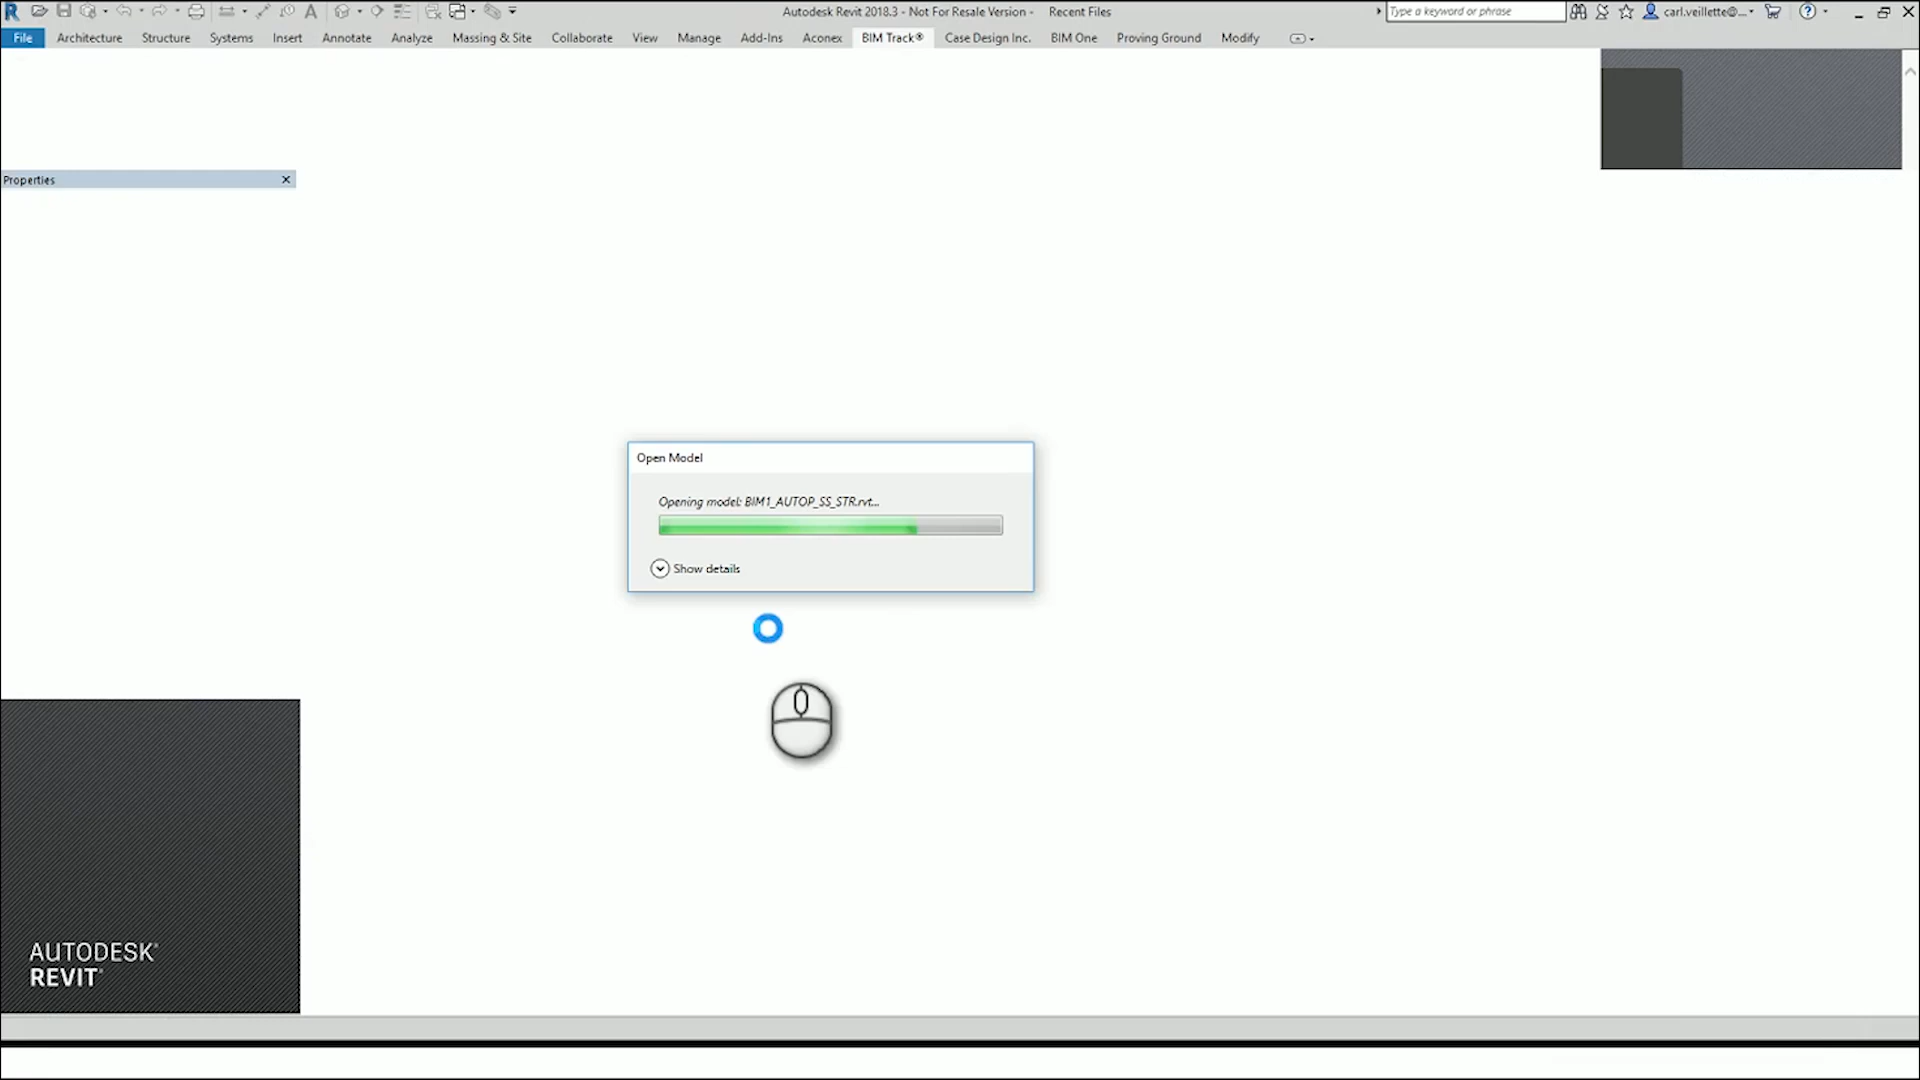 Autodesk Revit 2018.3 - Not For Resale Version - Recent Files
Type a keyword or phrase
carl.veillette@...
File Architecture Structure Systems Insert Annotate Analyze Massing & Site Collaborate View Manage Add-Ins Aconex BIM Track® Case Design Inc. BIM One Proving Ground Modify
Properties
Open Model
Opening model: BIM1_AUTOP_SS_STR.rvt...
Show details
AUTODESK®
REVIT®